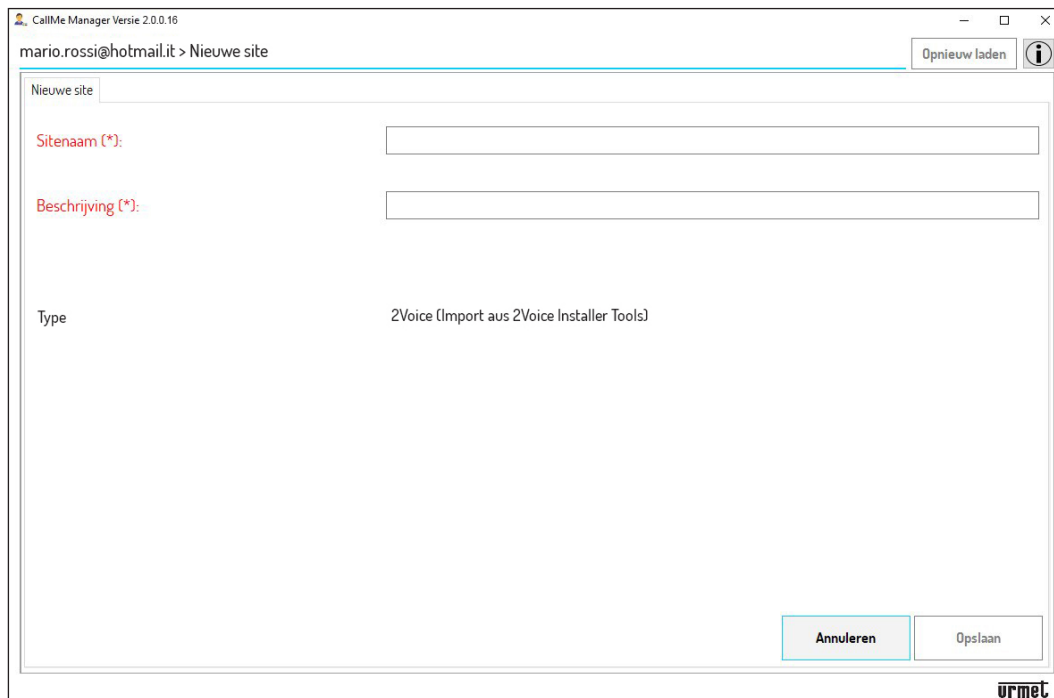 CallMe Manager Versie 2.0.0.16
mario.rossi@hotmail.it > Nieuwe site
Opnieuw laden
i
Nieuwe site
Sitenaam (*):
Beschrijving (*):
Type 2Voice (Import aus 2Voice Installer Tools)
Annuleren Opslaan
urmet